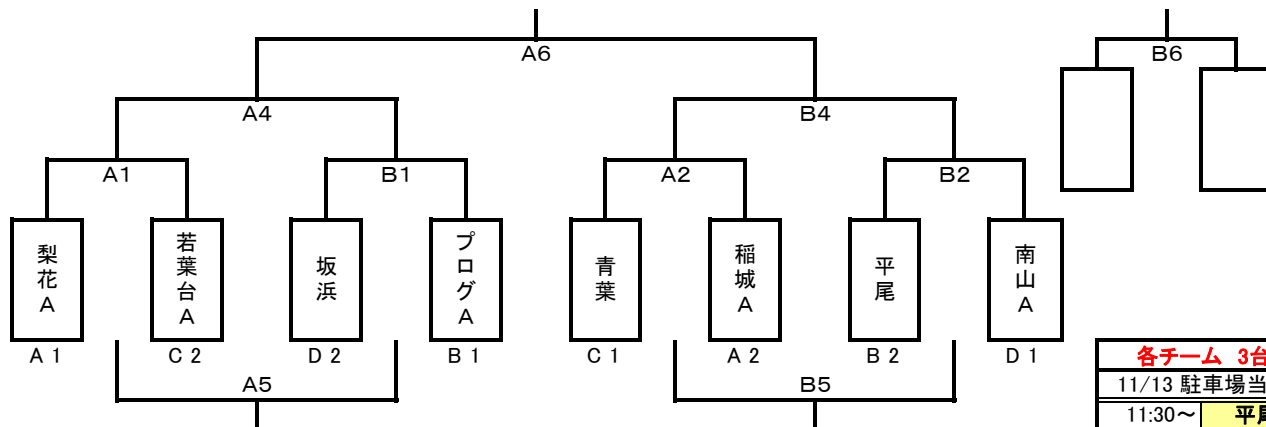 A6
B6
A4
B4
A1
B1
A2
B2
梨花A
若葉台A
坂浜
プログA
青葉
稲城A
平尾
南山A
A 1
C 2
D 2
B 1
C 1
A 2
B 2
D 1
A5
B5
各チーム 3台
11/13 駐車場当
11:30～ 平